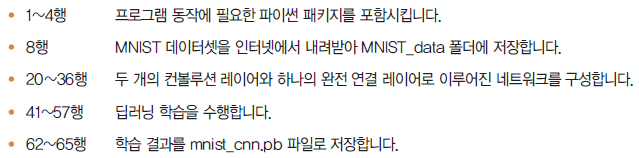 • 1~4행 프로그램 동작에 필요한 파이썬 패키지를 포함시킵니다.
• 8행 MNIST 데이터셋을 인터넷에서 내려받아 MNIST_data 폴더에 저장합니다.
• 20~36행 두 개의 컨볼루션 레이어와 하나의 완전 연결 레이어로 이루어진 네트워크를 구성합니다.
• 41~57행 딥러닝 학습을 수행합니다.
• 62~65행 학습 결과를 mnist_cnn.pb 파일로 저장합니다.